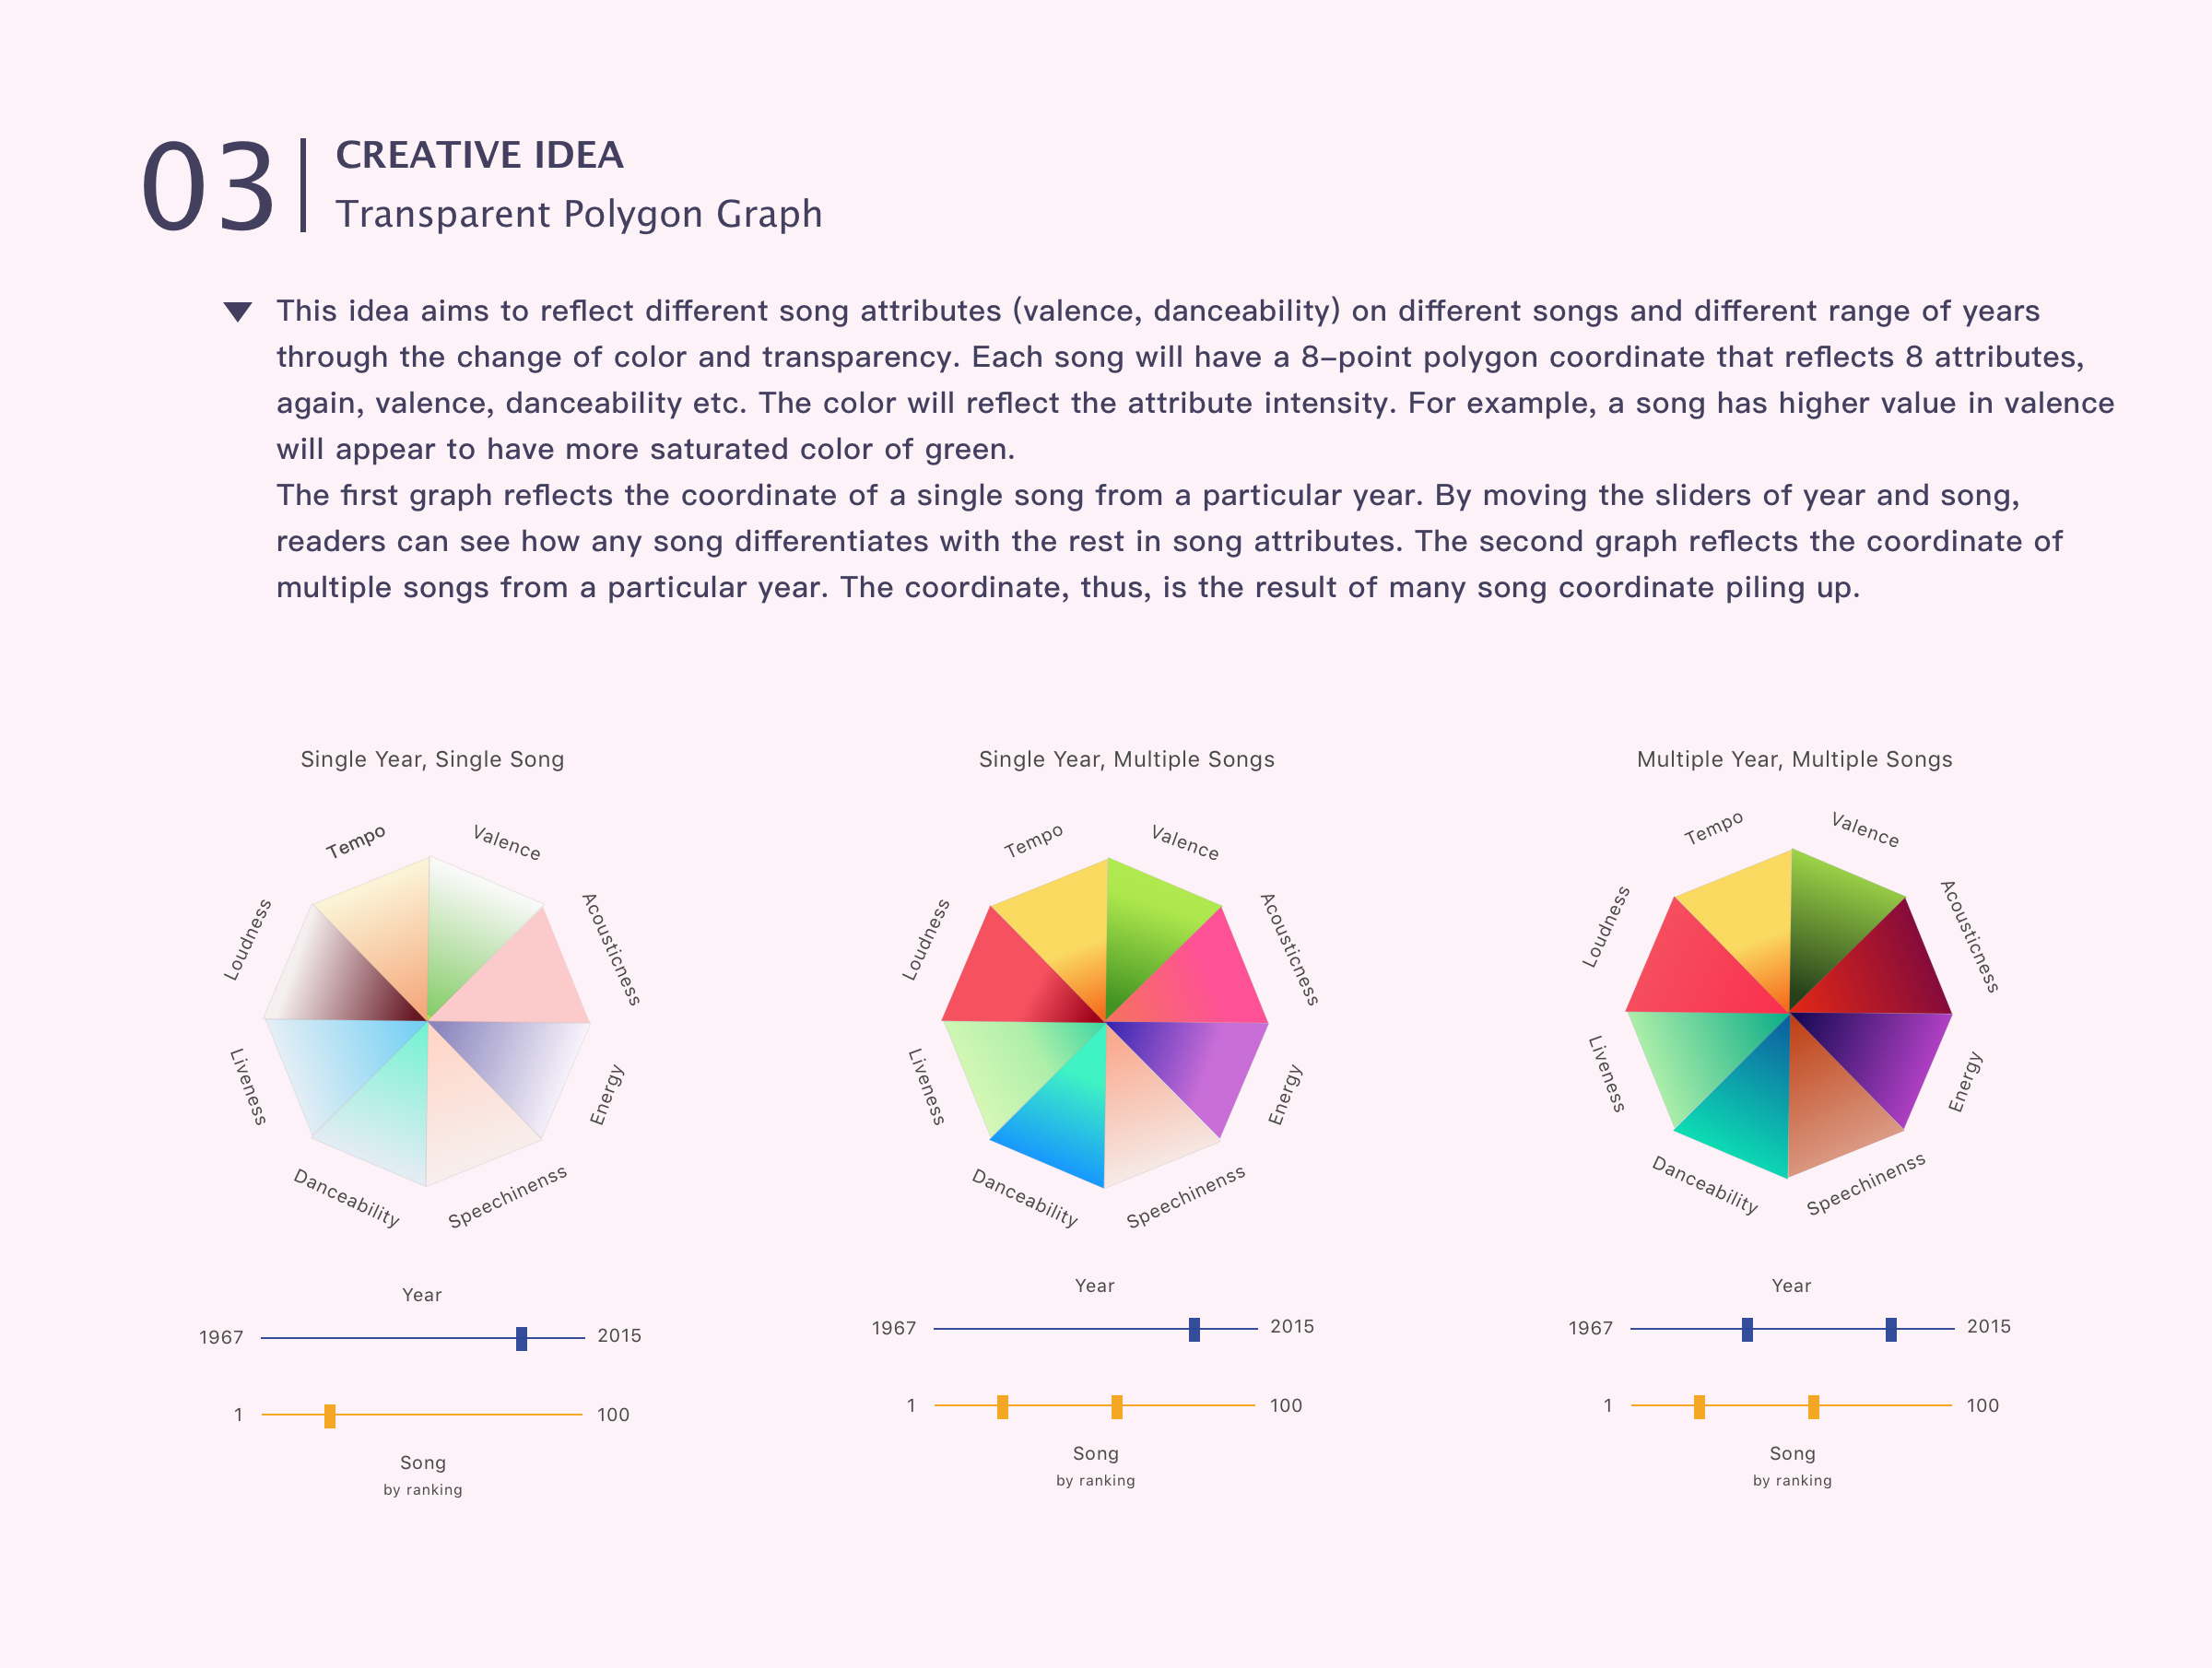 03
CREATIVE IDEA
Transparent Polygon Graph
This idea aims to reflect different song attributes (valence, danceability) on different songs and different range of years
through the change of color and transparency. Each song will have a 8–point polygon coordinate that reflects 8 attributes,
again, valence, danceability etc. The color will reflect the attribute intensity. For example, a song has higher value in valence
will appear to have more saturated color of green.
The first graph reflects the coordinate of a single song from a particular year. By moving the sliders of year and song,
readers can see how any song differentiates with the rest in song attributes. The second graph reflects the coordinate of
multiple songs from a particular year. The coordinate, thus, is the result of many song coordinate piling up.
Single Year, Single Song
Tempo
Valence
Acousticness
Energy
Speechinenss
Danceability
Liveness
Loudness
Year
1967
2015
1
100
Song
by ranking
Single Year, Multiple Songs
Tempo
Valence
Acousticness
Energy
Speechinenss
Danceability
Liveness
Loudness
Year
1967
2015
1
100
Song
by ranking
Multiple Year, Multiple Songs
Tempo
Valence
Acousticness
Energy
Speechinenss
Danceability
Liveness
Loudness
Year
1967
2015
1
100
Song
by ranking